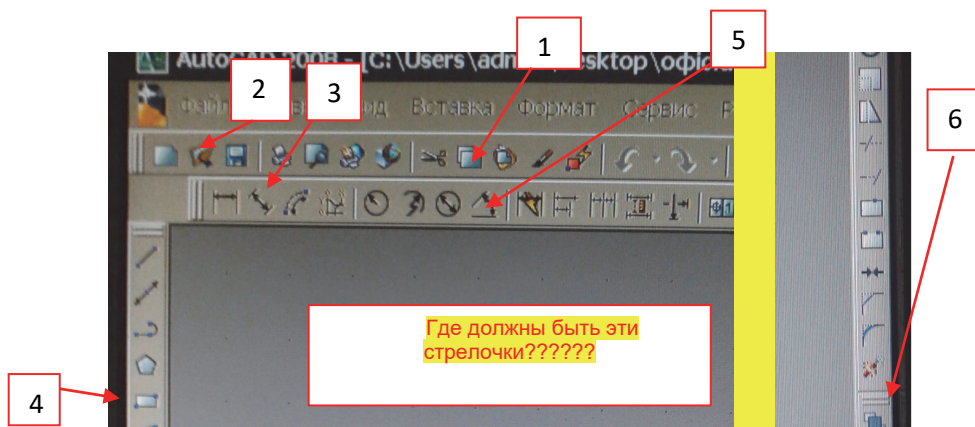 1
5
AutoCAD 2008 - [C:\Users\adm
esktop\офіс
2
3
6
файл
Вставка Формат Сервис
Где должны быть эти
стрелочки??????
4